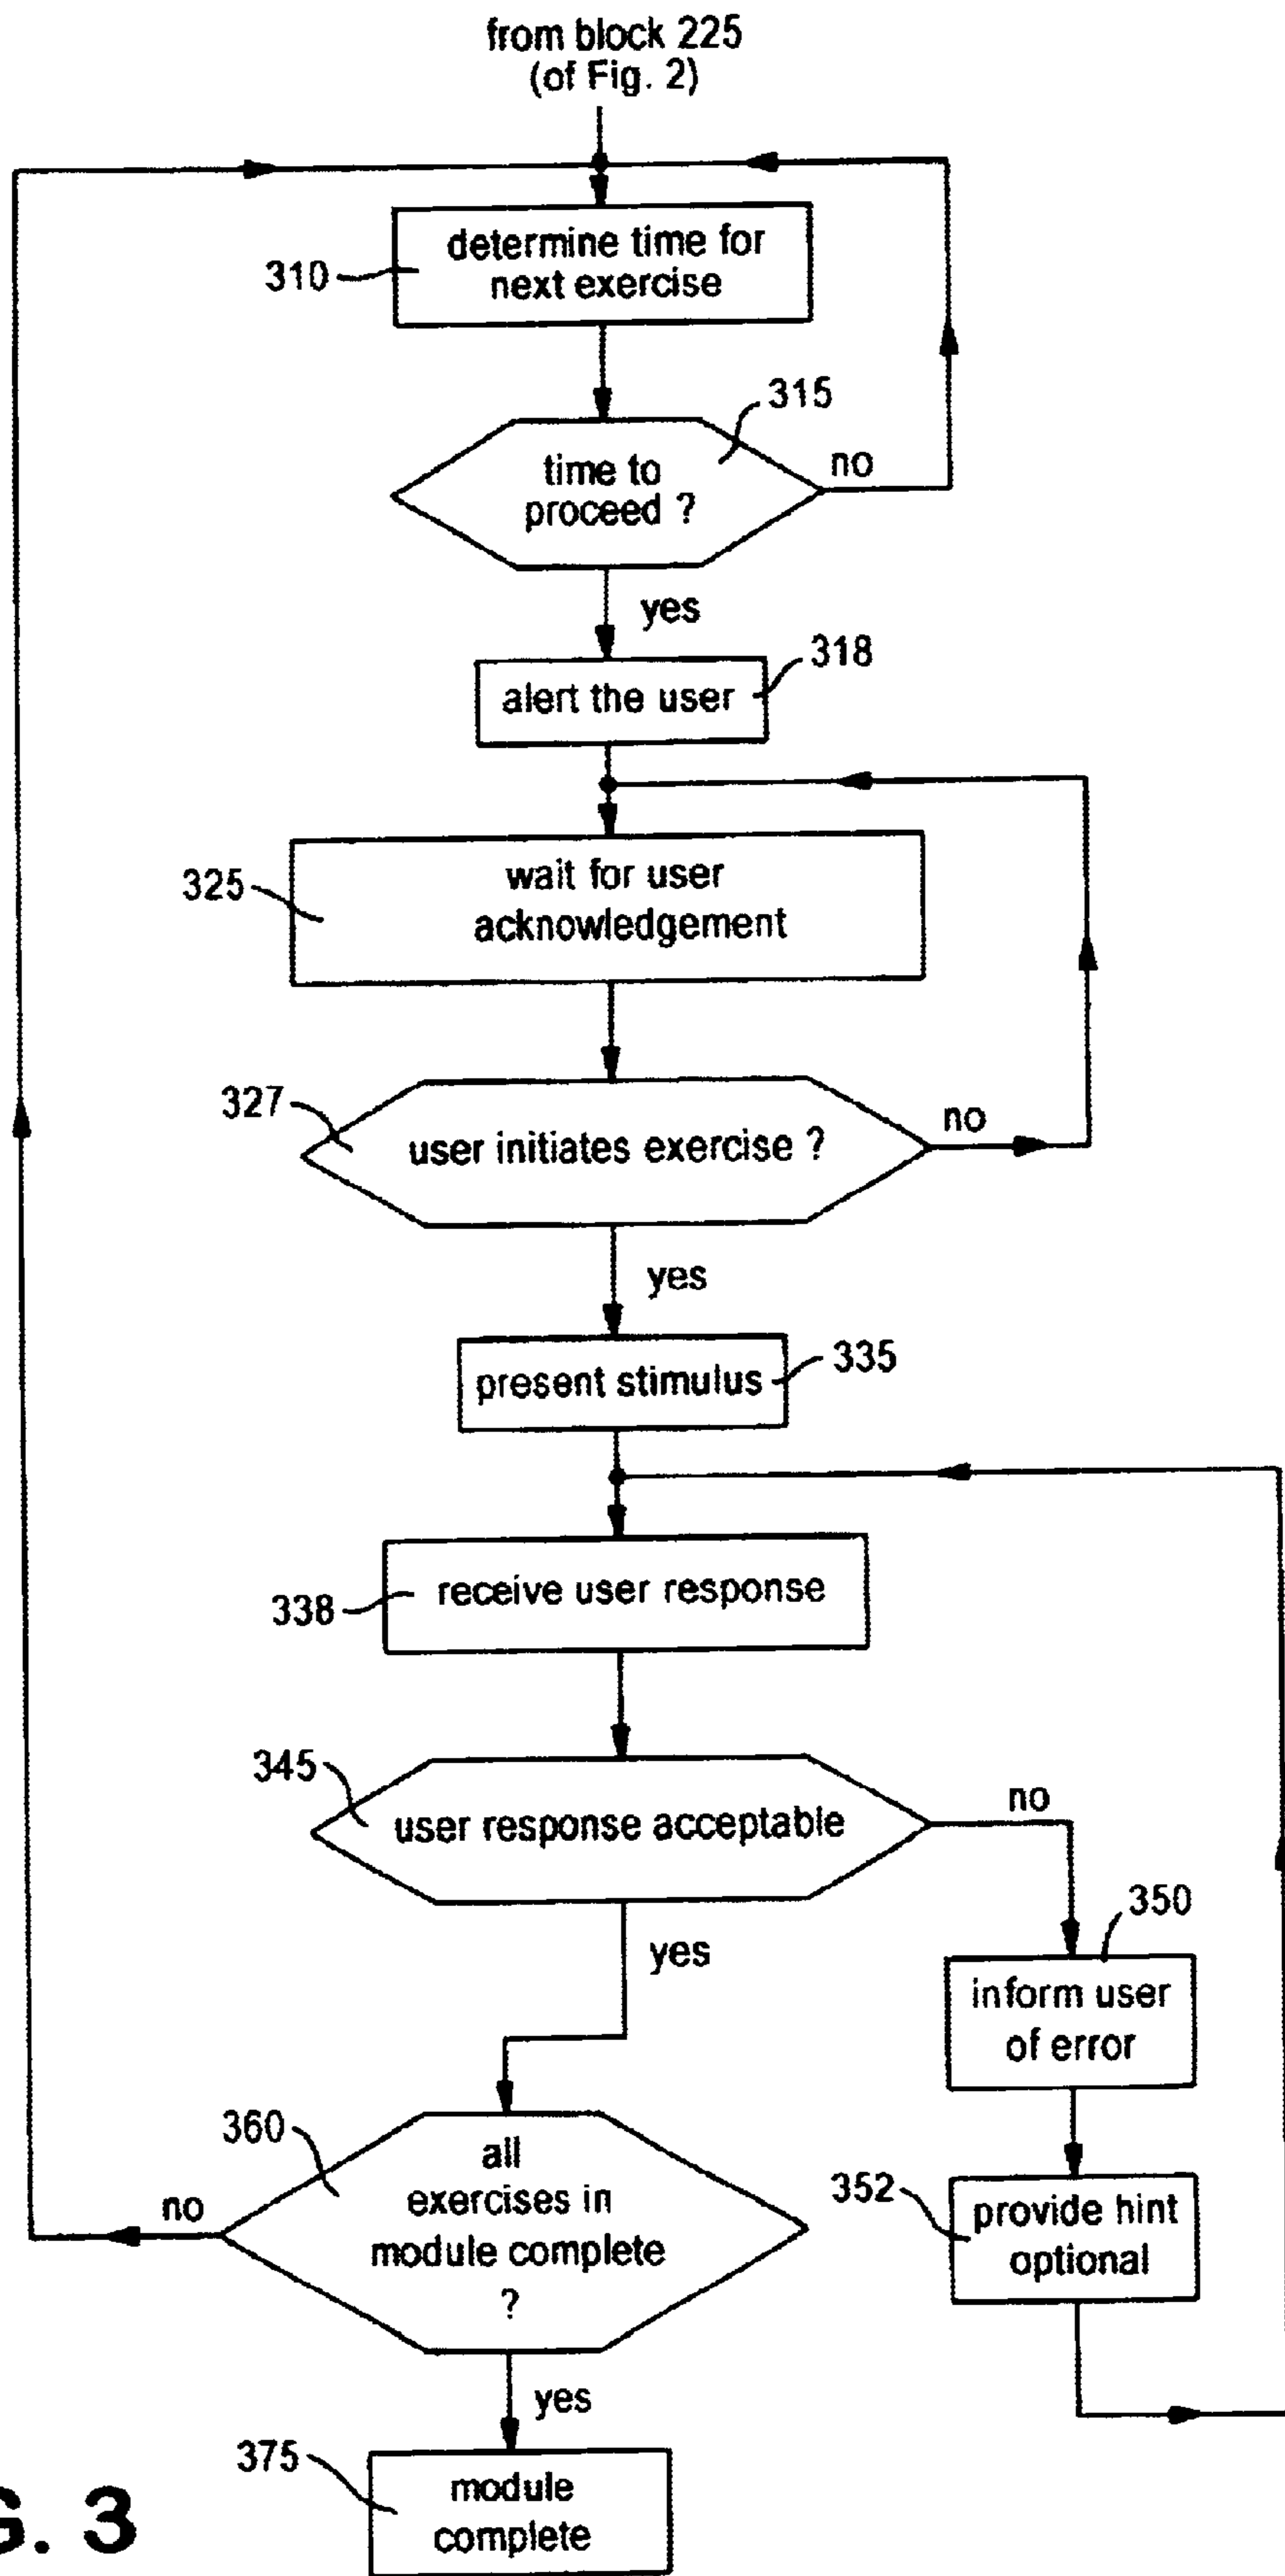 from block 225
(of Fig. 2)
310
determine time for
next exercise
315
time to
proceed ?
no
yes
318
alert the user
325
wait for user
acknowledgement
327
user initiates exercise ?
no
yes
335
present stimulus
338
receive user response
345
user response acceptable
no
yes
350
inform user
of error
360
all
exercises in
module complete
?
no
352
provide hint
optional
yes
375
module
complete
G. 3